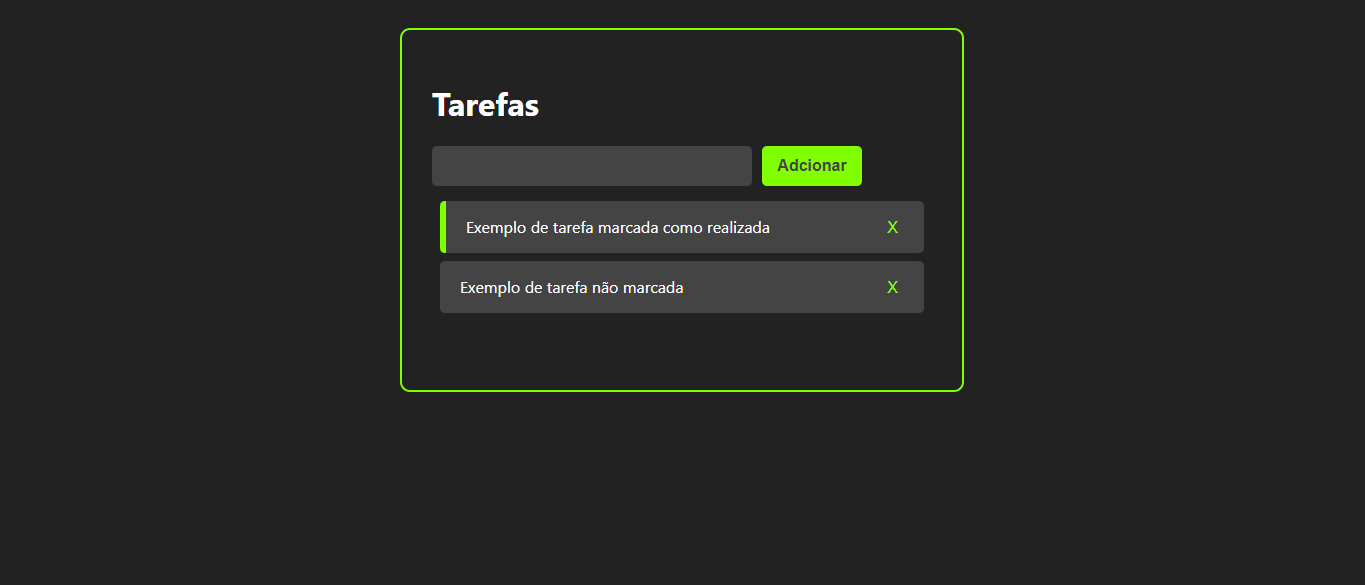 Tarefas
Adcionar
Exemplo de tarefa marcada como realizada X
Exemplo de tarefa não marcada X